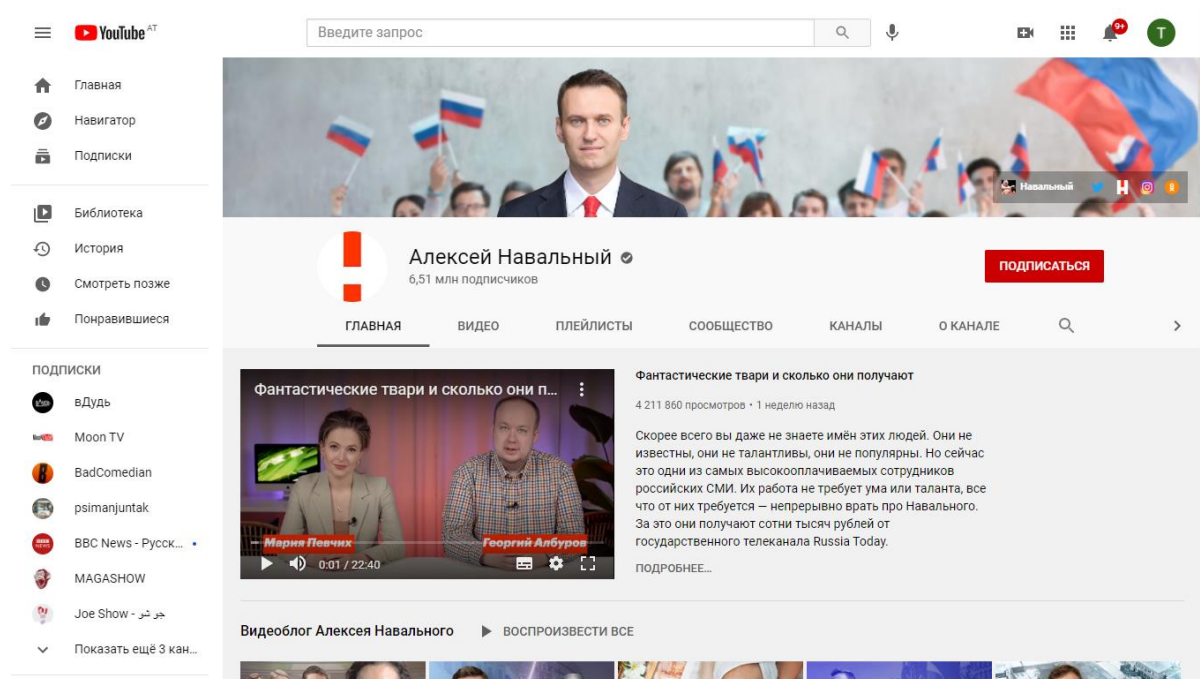 YouTube AT
Введите запрос
9+
T
Главная
Навигатор
Подписки
Библиотека
История
Смотреть позже
Понравившиеся
ПОДПИСКИ
вДудь
Moon TV
BadComedian
psimanjuntak
BBC News - Русск...
MAGASHOW
Joe Show - جو شو
Показать ещё 3 кан...
Навальный
Алексей Навальный
6,51 млн подписчиков
ПОДПИСАТЬСЯ
ГЛАВНАЯ ВИДЕО ПЛЕЙЛИСТЫ СООБЩЕСТВО КАНАЛЫ О КАНАЛЕ
Фантастические твари и сколько они п...
Мария Певчих
Георгий Албуров
0:01 / 22:40
Фантастические твари и сколько они получают
4 211 860 просмотров • 1 неделю назад
Скорее всего вы даже не знаете имён этих людей. Они не
известны, они не талантливы, они не популярны. Но сейчас
это одни из самых высокооплачиваемых сотрудников
российских СМИ. Их работа не требует ума или таланта, все
что от них требуется — непрерывно врать про Навального.
За это они получают сотни тысяч рублей от
государственного телеканала Russia Today.
ПОДРОБНЕЕ...
Видеоблог Алексея Навального
ВОСПРОИЗВЕСТИ ВСЕ